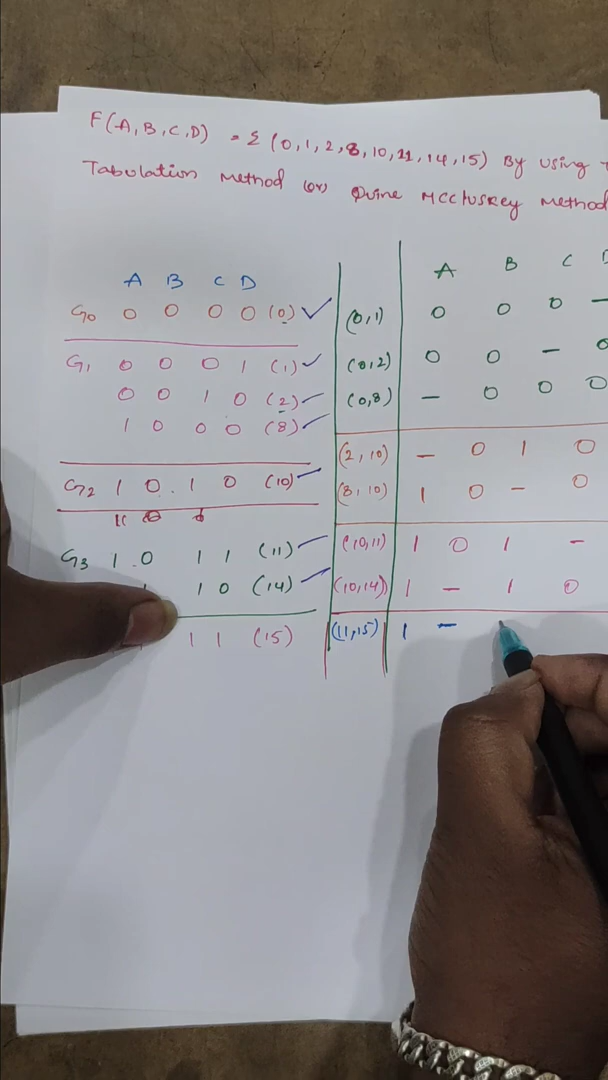 F(A,B,C,D) = Σ (0,1,2,8,10,11,14,15) By using
Tabulation Method (or) Quine McCluskey Method
A B C D
G0 0 0 0 0 (0) ✓
G1 0 0 0 1 (1) ✓
0 0 1 0 (2)
1 0 0 0 (8)
G2 1 0 1 0 (10)
G3 1 0 1 1 (11)
1 0 (14)
1 1 (15)
A B C D
(0,1) 0 0 0 –
(0,2) 0 0 – 0
(0,8) – 0 0 0
(2,10) – 0 1 0
(8,10) 1 0 – 0
(10,11) 1 0 1 –
(10,14) 1 – 1 0
(11,15) 1 –